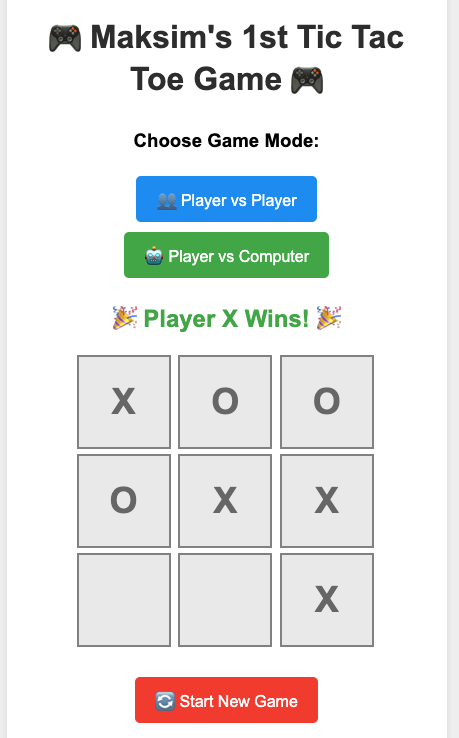 🎮 Maksim's 1st Tic Tac
Toe Game 🎮
Choose Game Mode:
👥 Player vs Player
🤖 Player vs Computer
🎉 Player X Wins! 🎉
X O O
O X X
X
🔄 Start New Game